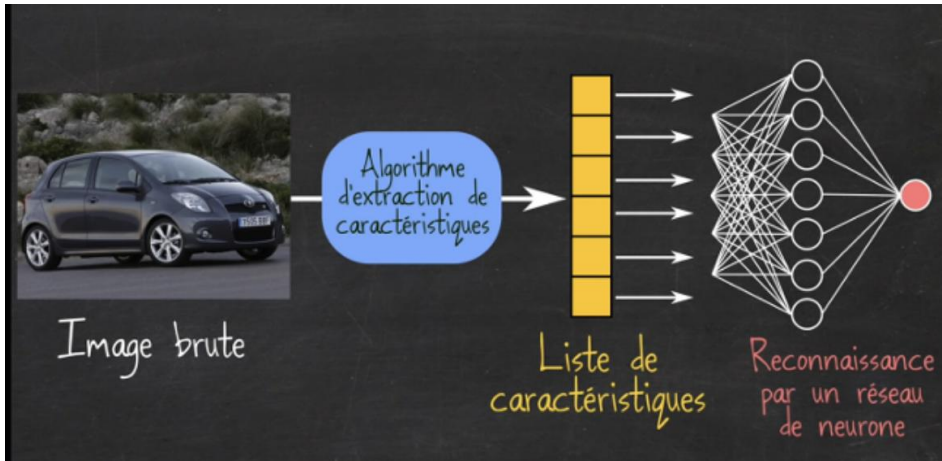 Algorithme
d'extraction de
caractéristiques
Image brute
Liste de
caractéristiques
Reconnaissance
par un réseau
de neurone